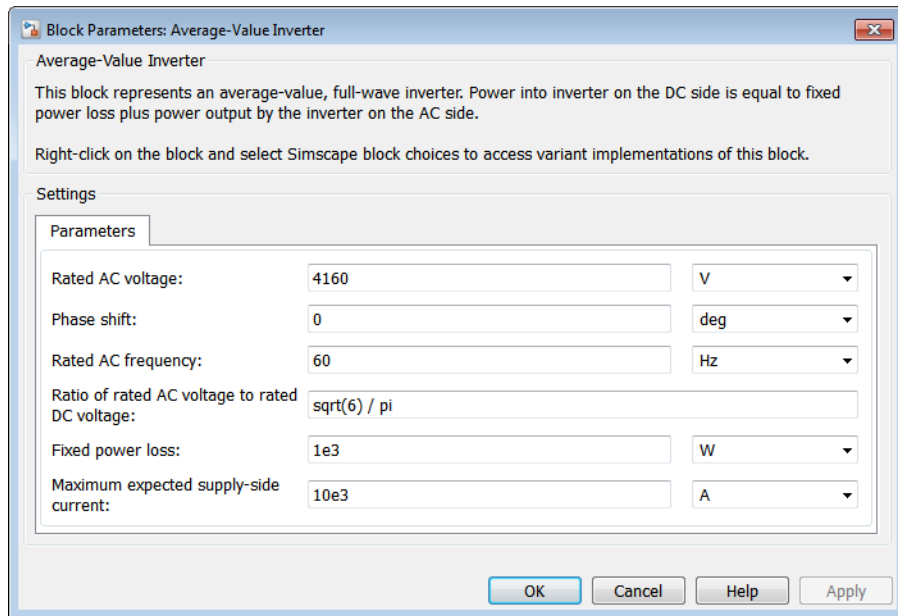 Block Parameters: Average-Value Inverter
Average-Value Inverter
This block represents an average-value, full-wave inverter. Power into inverter on the DC side is equal to fixed
power loss plus power output by the inverter on the AC side.
Right-click on the block and select Simscape block choices to access variant implementations of this block.
Settings
Parameters
Rated AC voltage: 4160 V
Phase shift: 0 deg
Rated AC frequency: 60 Hz
Ratio of rated AC voltage to rated
DC voltage: sqrt(6) / pi
Fixed power loss: 1e3 W
Maximum expected supply-side
current: 10e3 A
OK Cancel Help Apply